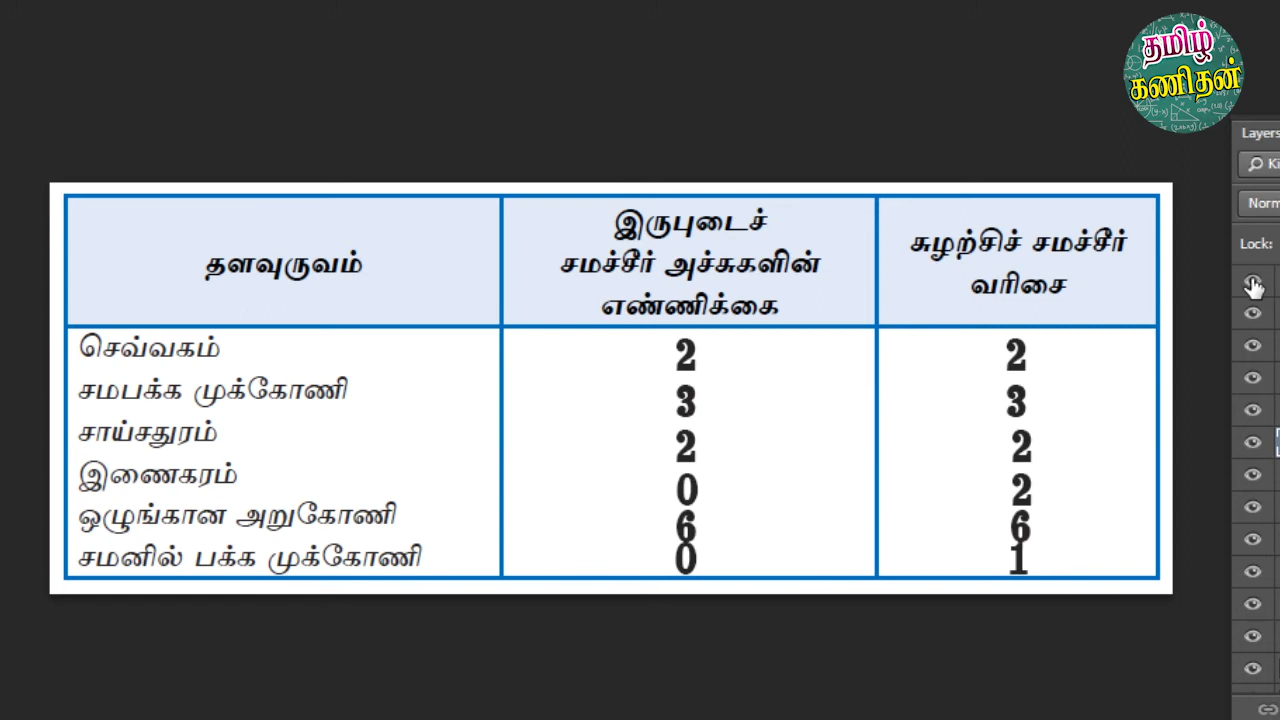 தமிழ்
கணிதன்
Layers
Ki
Norm
Lock:
தளவுருவம்
இருபுடைச்
சமச்சீர் அச்சுகளின்
எண்ணிக்கை
சுழற்சிச் சமச்சீர்
வரிசை
செவ்வகம் 2 2
சமபக்க முக்கோணி 3 3
சாய்சதுரம் 2 2
இணைகரம் 0 2
ஒழுங்கான அறுகோணி 6 6
சமனில் பக்க முக்கோணி 0 1